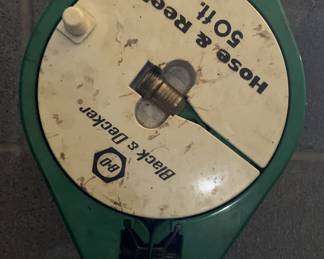 Hose & Reel
50 ft.
Black & Decker
B&D